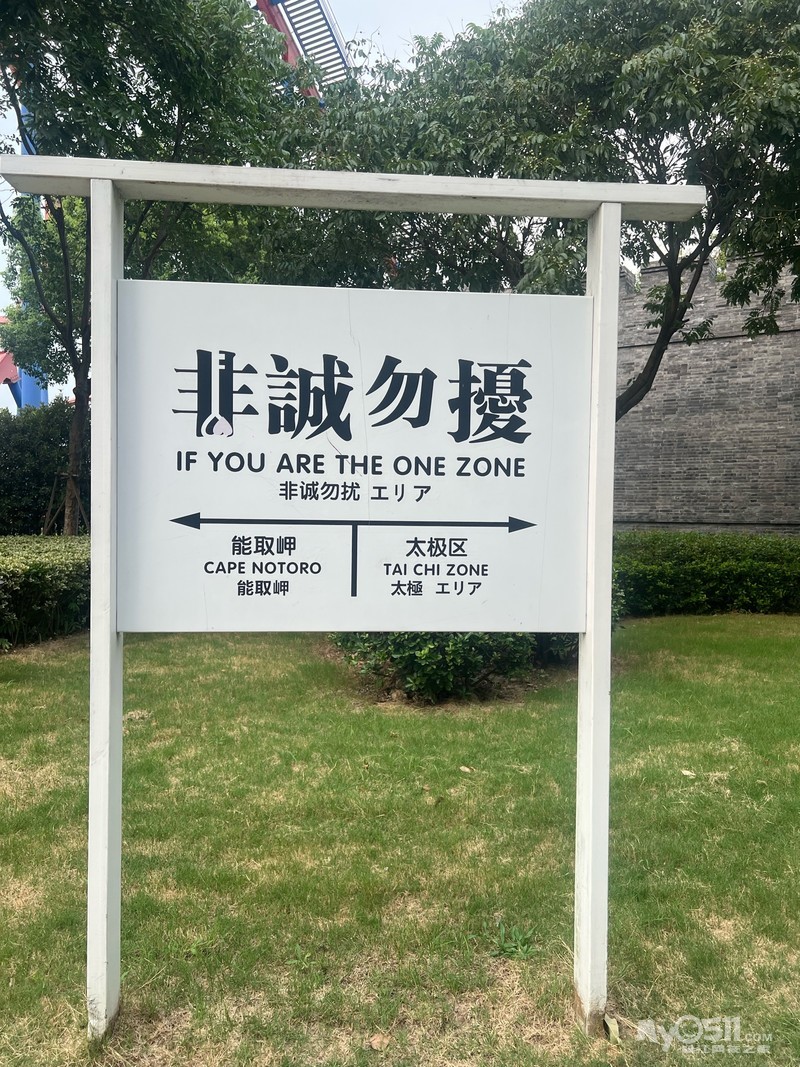 非誠勿擾
IF YOU ARE THE ONE ZONE
非诚勿扰 エリア
能取岬
CAPE NOTORO
能取岬
太极区
TAI CHI ZONE
太極 エリア
.COM